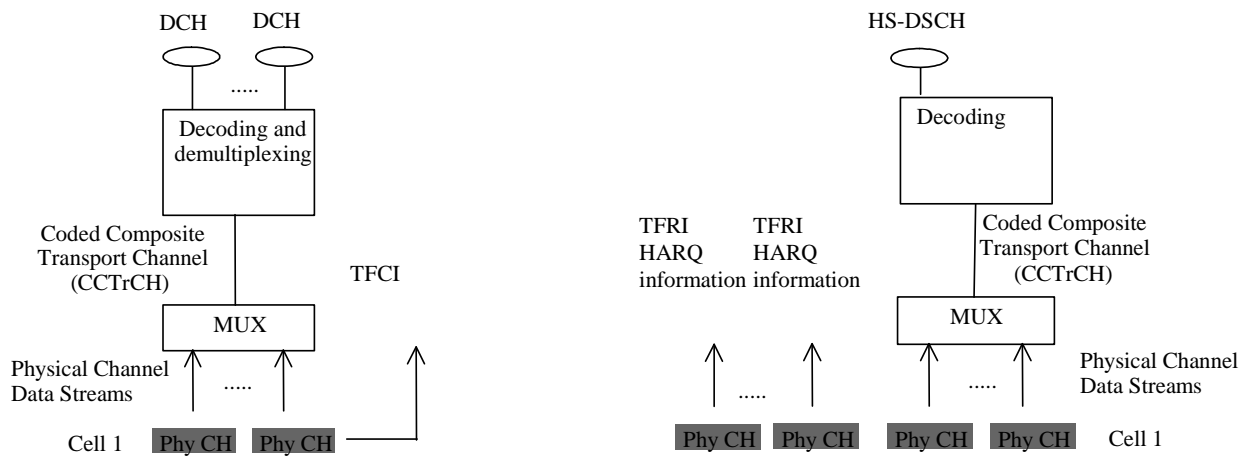 DCH DCH
.....
Decoding and
demultiplexing
Coded Composite
Transport Channel
(CCTrCH)
TFCI
MUX
Physical Channel
Data Streams
.....
Cell 1 Phy CH Phy CH
HS-DSCH
Decoding
TFRI
HARQ
information
TFRI
HARQ
information
Coded Composite
Transport Channel
(CCTrCH)
MUX
Physical Channel
Data Streams
.....
.....
Phy CH Phy CH Phy CH Phy CH Cell 1